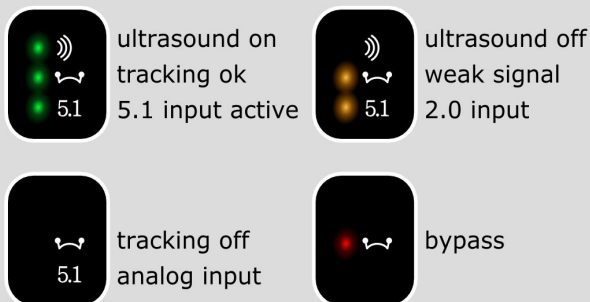 ultrasound on
tracking ok
5.1
5.1 input active
ultrasound off
weak signal
5.1
2.0 input
tracking off
5.1
analog input
bypass